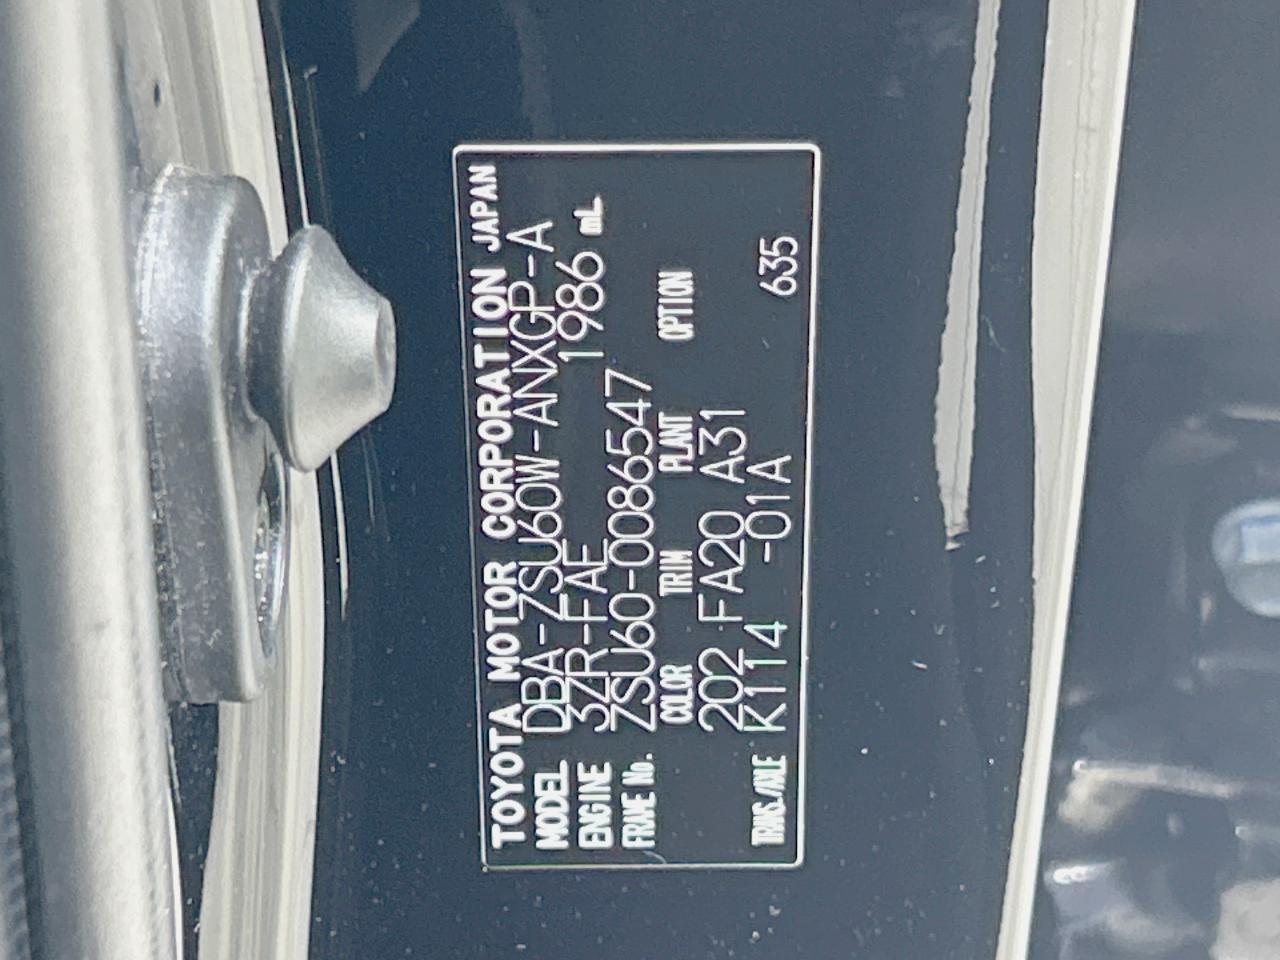 TOYOTA MOTOR CORPORATION JAPAN
MODEL DBA-ZSU60W-ANXGP-A
ENGINE 3ZR-FAE 1986 mL
FRAME No. ZSU60-0086547
COLOR TRIM PLANT OPTION
202 FA20 A31
TRANS./AXLE K114 -01A 635